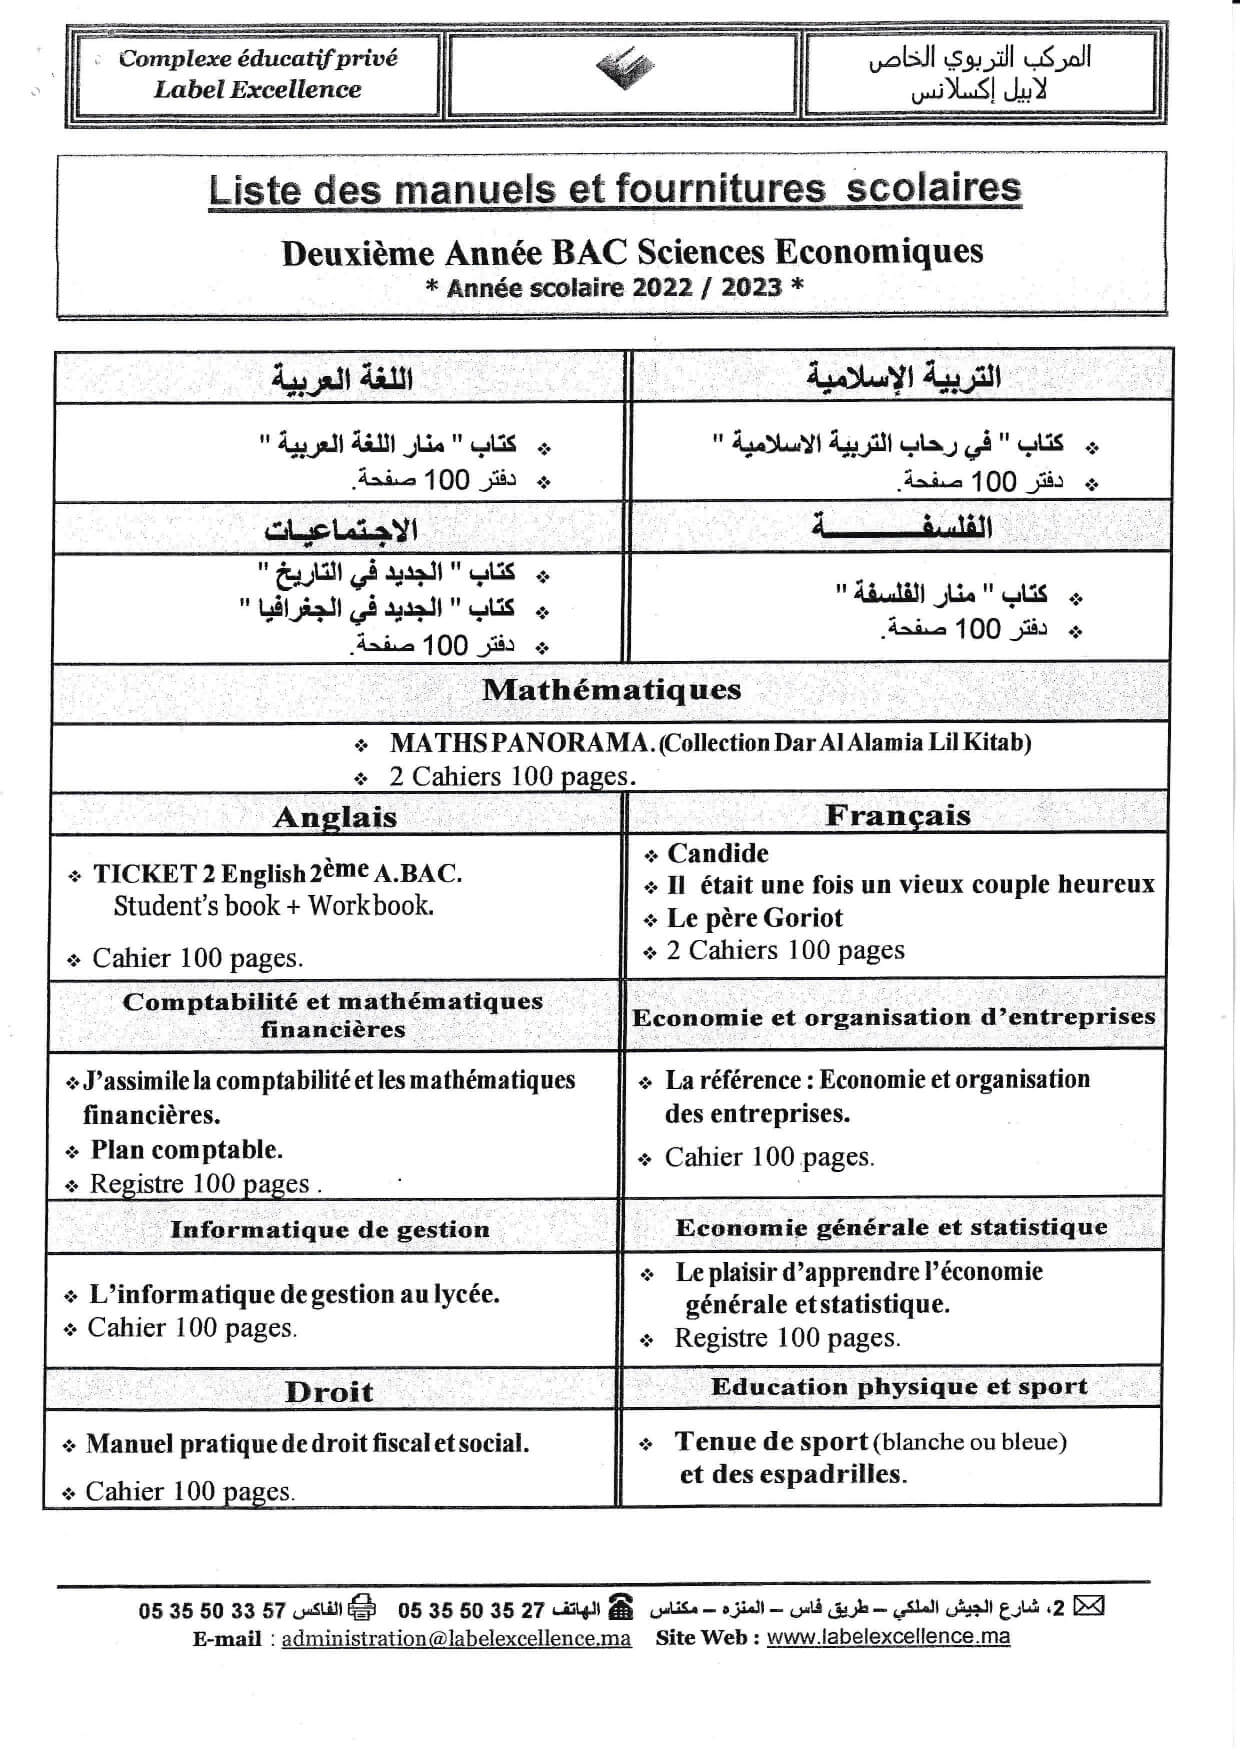 Complexe éducatif privé
Label Excellence
المركب التربوي الخاص
لابيل إكسلانس
Liste des manuels et fournitures scolaires
Deuxième Année BAC Sciences Economiques
* Année scolaire 2022 / 2023 *
التربية الإسلامية
❖ كتاب " في رحاب التربية الاسلامية "
❖ دفتر 100 صفحة.
اللغة العربية
❖ كتاب " منار اللغة العربية "
❖ دفتر 100 صفحة.
الفلسفـــــــــة
❖ كتاب " منار الفلسفة "
❖ دفتر 100 صفحة.
الاجتماعيات
❖ كتاب " الجديد في التاريخ "
❖ كتاب " الجديد في الجغرافيا "
❖ دفتر 100 صفحة.
Mathématiques
❖ MATHS PANORAMA. (Collection Dar Al Alamia Lil Kitab)
❖ 2 Cahiers 100 pages.
Anglais
❖ TICKET 2 English 2ème A.BAC.
Student's book + Workbook.
❖ Cahier 100 pages.
Français
❖ Candide
❖ Il était une fois un vieux couple heureux
❖ Le père Goriot
❖ 2 Cahiers 100 pages
Comptabilité et mathématiques
financières
❖ J'assimile la comptabilité et les mathématiques
financières.
❖ Plan comptable.
❖ Registre 100 pages .
Economie et organisation d'entreprises
❖ La référence : Economie et organisation
des entreprises.
❖ Cahier 100 pages.
Informatique de gestion
❖ L'informatique de gestion au lycée.
❖ Cahier 100 pages.
Economie générale et statistique
❖ Le plaisir d'apprendre l'économie
générale et statistique.
❖ Registre 100 pages.
Droit
❖ Manuel pratique de droit fiscal et social.
❖ Cahier 100 pages.
Education physique et sport
❖ Tenue de sport (blanche ou bleue)
et des espadrilles.
2، شارع الجيش الملكي – طريق فاس – المنزه – مكناس الهاتف 05 35 50 35 27 الفاكس 05 35 50 33 57
E-mail : administration@labelexcellence.ma Site Web : www.labelexcellence.ma